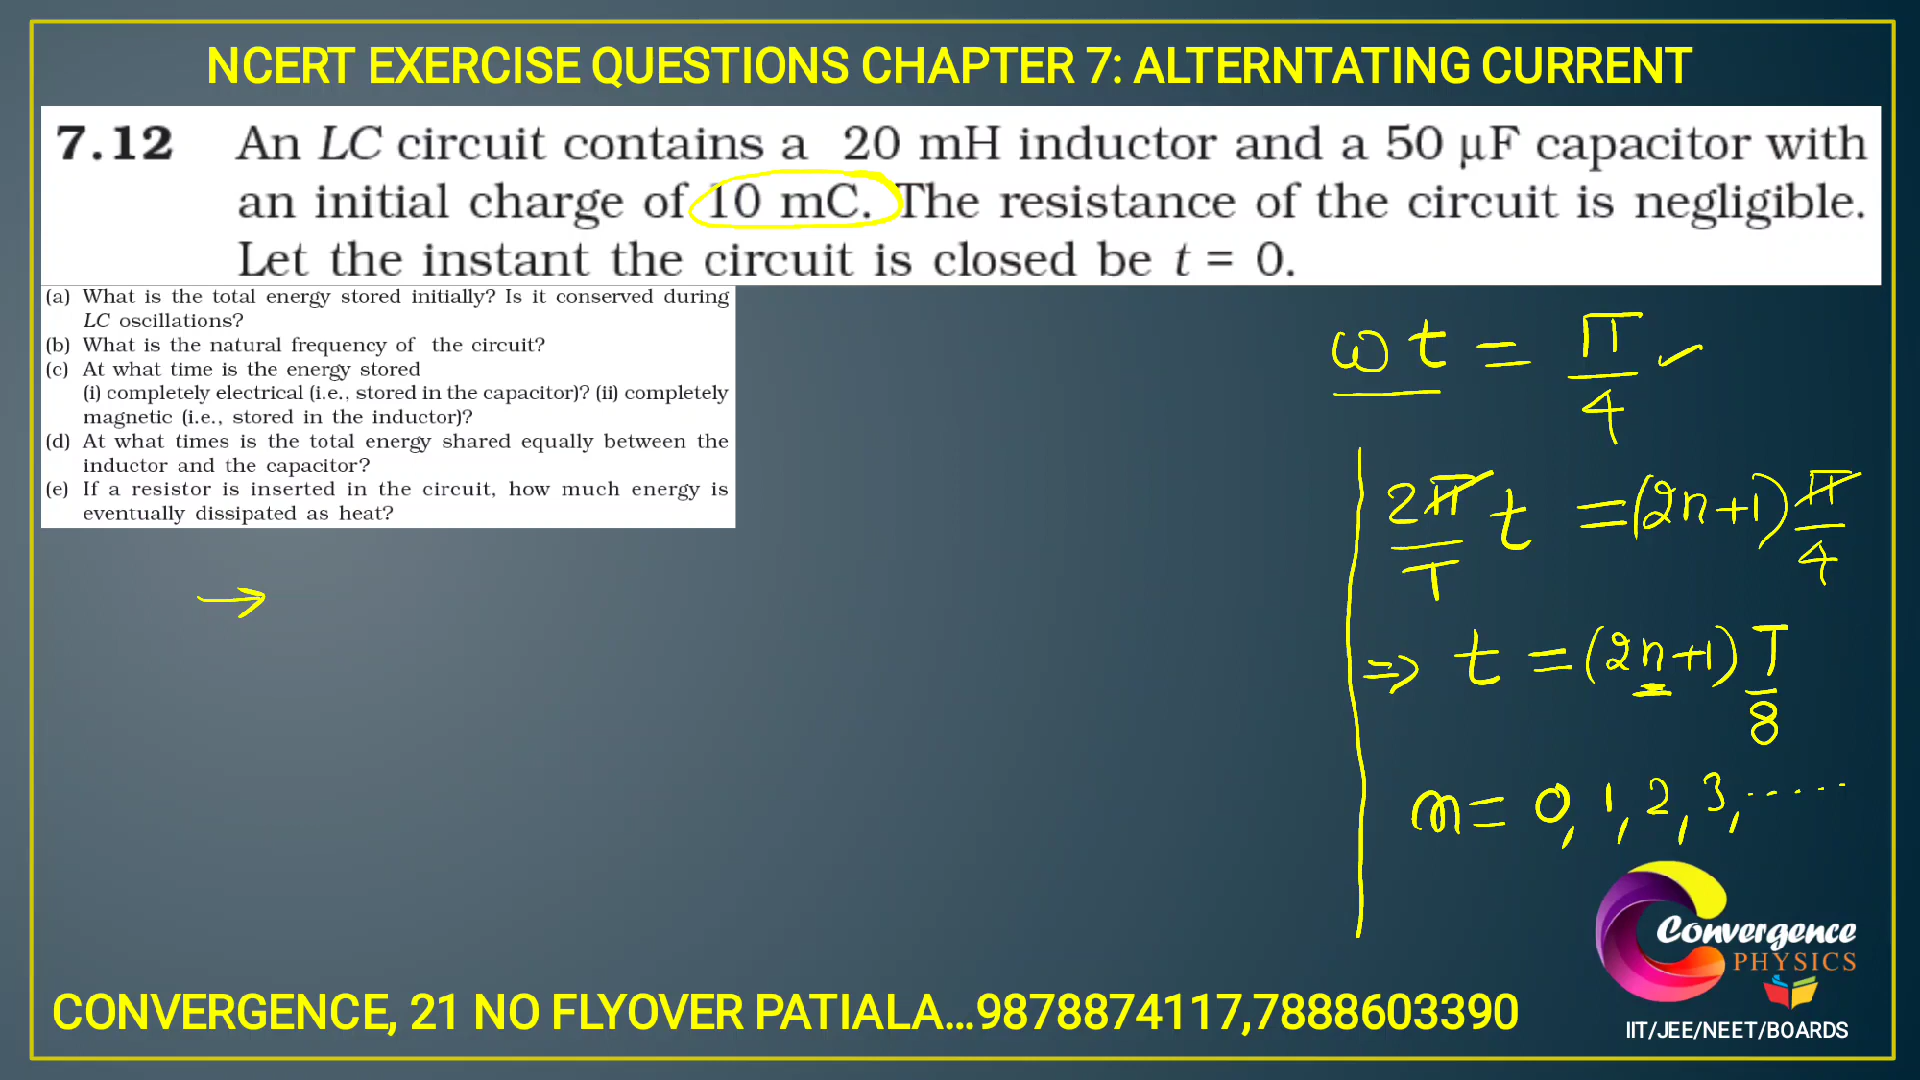 NCERT EXERCISE QUESTIONS CHAPTER 7: ALTERNTATING CURRENT
7.12 An LC circuit contains a 20 mH inductor and a 50 μF capacitor with
an initial charge of 10 mC. The resistance of the circuit is negligible.
Let the instant the circuit is closed be t = 0.
(a) What is the total energy stored initially? Is it conserved during
LC oscillations?
(b) What is the natural frequency of the circuit?
(c) At what time is the energy stored
(i) completely electrical (i.e., stored in the capacitor)? (ii) completely
magnetic (i.e., stored in the inductor)?
(d) At what times is the total energy shared equally between the
inductor and the capacitor?
(e) If a resistor is inserted in the circuit, how much energy is
eventually dissipated as heat?
→
ωt = π/4 ✓
2π/T t = (2n+1) π/4
⇒ t = (2n+1) T/8
n = 0, 1, 2, 3, ......
Convergence
PHYSICS
IIT/JEE/NEET/BOARDS
CONVERGENCE, 21 NO FLYOVER PATIALA...9878874117,7888603390